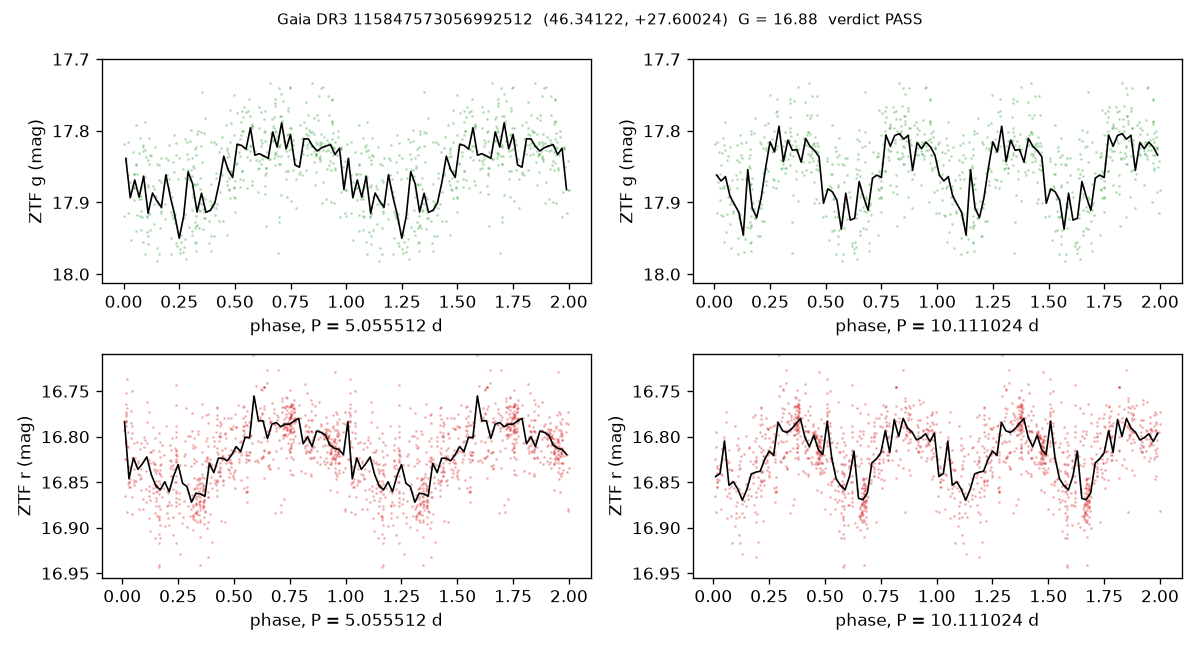 Gaia DR3 115847573056992512  (46.34122, +27.60024)  G = 16.88  verdict PASS
ZTF g (mag)
17.7
17.8
17.9
18.0
0.00 0.25 0.50 0.75 1.00 1.25 1.50 1.75 2.00
phase, P = 5.055512 d
ZTF g (mag)
17.7
17.8
17.9
18.0
0.00 0.25 0.50 0.75 1.00 1.25 1.50 1.75 2.00
phase, P = 10.111024 d
ZTF r (mag)
16.75
16.80
16.85
16.90
16.95
0.00 0.25 0.50 0.75 1.00 1.25 1.50 1.75 2.00
phase, P = 5.055512 d
ZTF r (mag)
16.75
16.80
16.85
16.90
16.95
0.00 0.25 0.50 0.75 1.00 1.25 1.50 1.75 2.00
phase, P = 10.111024 d